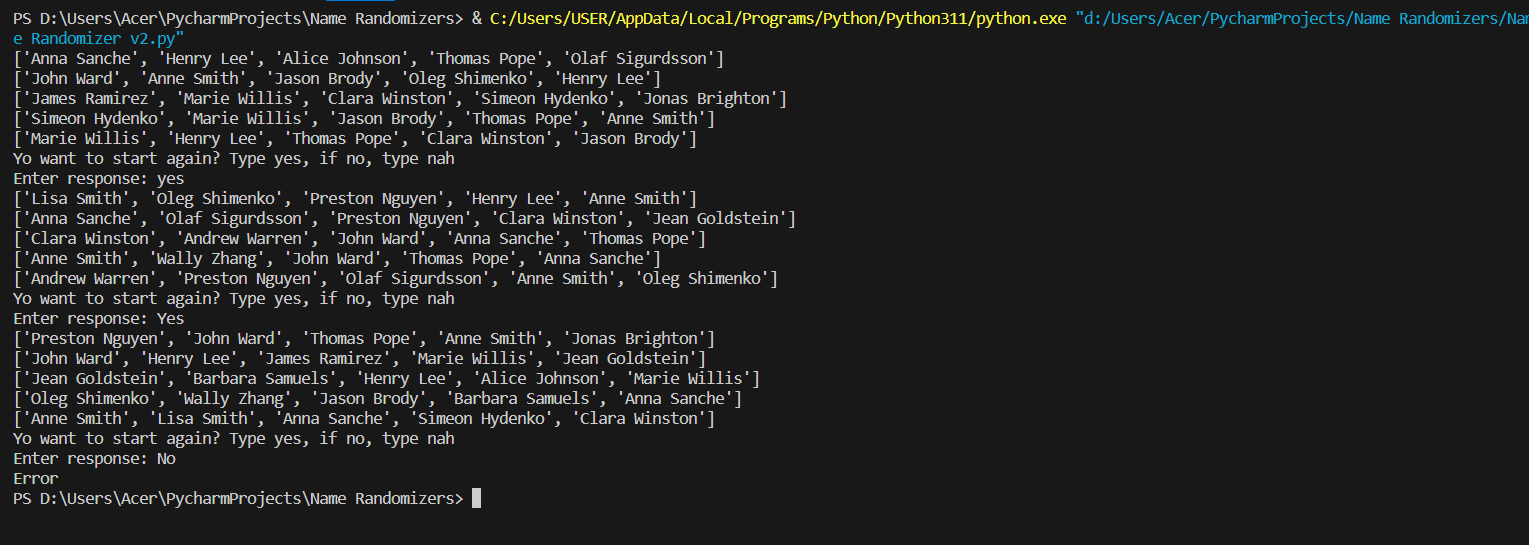 PS D:\Users\Acer\PycharmProjects\Name Randomizers> & C:/Users/USER/AppData/Local/Programs/Python/Python311/python.exe "d:/Users/Acer/PycharmProjects/Name Randomizers/Nam
e Randomizer v2.py"
['Anna Sanche', 'Henry Lee', 'Alice Johnson', 'Thomas Pope', 'Olaf Sigurdsson']
['John Ward', 'Anne Smith', 'Jason Brody', 'Oleg Shimenko', 'Henry Lee']
['James Ramirez', 'Marie Willis', 'Clara Winston', 'Simeon Hydenko', 'Jonas Brighton']
['Simeon Hydenko', 'Marie Willis', 'Jason Brody', 'Thomas Pope', 'Anne Smith']
['Marie Willis', 'Henry Lee', 'Thomas Pope', 'Clara Winston', 'Jason Brody']
Yo want to start again? Type yes, if no, type nah
Enter response: yes
['Lisa Smith', 'Oleg Shimenko', 'Preston Nguyen', 'Henry Lee', 'Anne Smith']
['Anna Sanche', 'Olaf Sigurdsson', 'Preston Nguyen', 'Clara Winston', 'Jean Goldstein']
['Clara Winston', 'Andrew Warren', 'John Ward', 'Anna Sanche', 'Thomas Pope']
['Anne Smith', 'Wally Zhang', 'John Ward', 'Thomas Pope', 'Anna Sanche']
['Andrew Warren', 'Preston Nguyen', 'Olaf Sigurdsson', 'Anne Smith', 'Oleg Shimenko']
Yo want to start again? Type yes, if no, type nah
Enter response: Yes
['Preston Nguyen', 'John Ward', 'Thomas Pope', 'Anne Smith', 'Jonas Brighton']
['John Ward', 'Henry Lee', 'James Ramirez', 'Marie Willis', 'Jean Goldstein']
['Jean Goldstein', 'Barbara Samuels', 'Henry Lee', 'Alice Johnson', 'Marie Willis']
['Oleg Shimenko', 'Wally Zhang', 'Jason Brody', 'Barbara Samuels', 'Anna Sanche']
['Anne Smith', 'Lisa Smith', 'Anna Sanche', 'Simeon Hydenko', 'Clara Winston']
Yo want to start again? Type yes, if no, type nah
Enter response: No
Error
PS D:\Users\Acer\PycharmProjects\Name Randomizers>